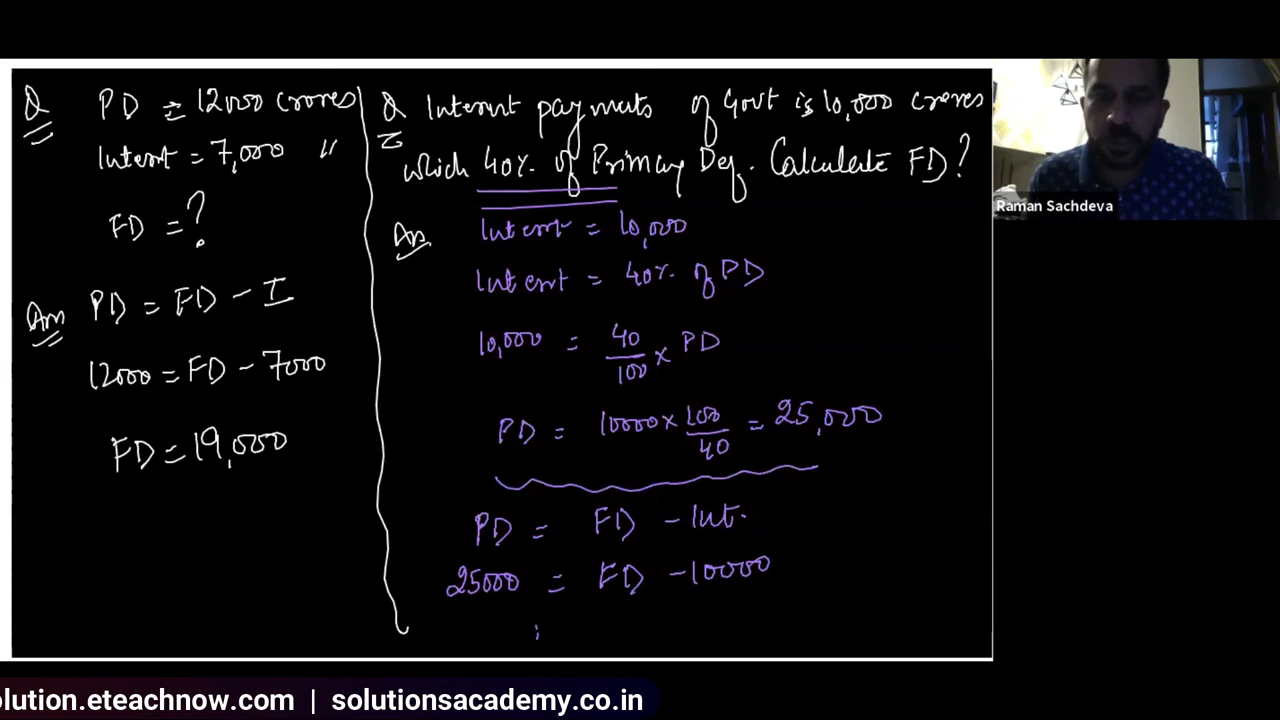 Q PD = 12000 crores
Interest = 7,000 "
FD = ?
Ans PD = FD - I
12000 = FD - 7000
FD = 19,000
Q Interest payments of Govt is 10,000 crores
which 40% of Primary Def. Calculate FD?
Ans. Interest = 10,000
Interest = 40% of PD
10,000 = 40/100 × PD
PD = 10000 × 100/40 = 25,000
PD = FD - Int.
25000 = FD - 10000
Raman Sachdeva
olution.eteachnow.com | solutionsacademy.co.in